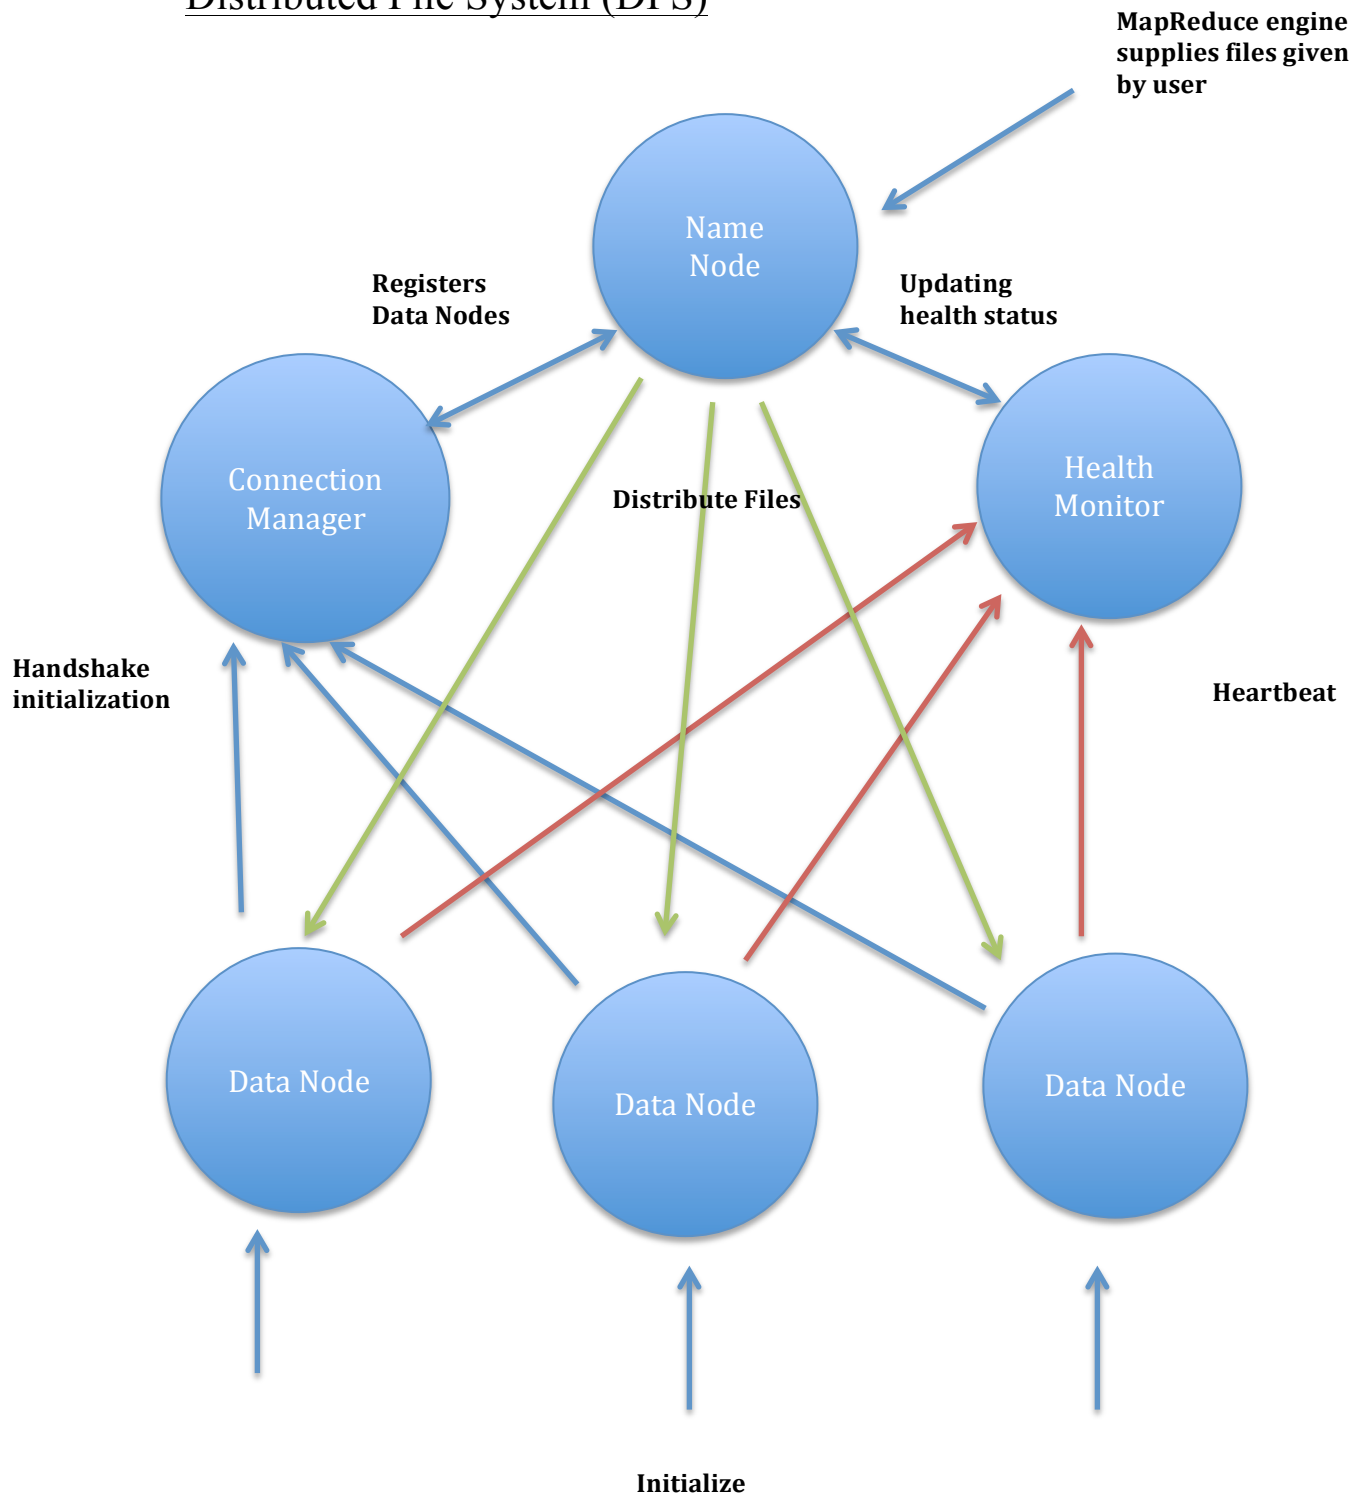 Distributed File System (DFS)
MapReduce engine
supplies files given
by user
Name
Node
Registers
Data Nodes
Updating
health status
Connection
Manager
Distribute Files
Health
Monitor
Handshake
initialization
Heartbeat
Data Node
Data Node
Data Node
Initialize